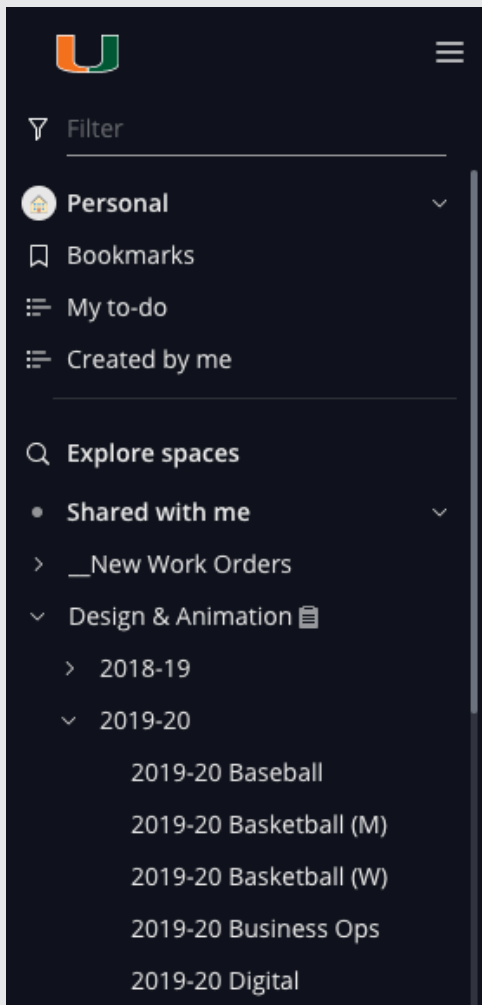 U
Filter
Personal
Bookmarks
My to-do
Created by me
Explore spaces
Shared with me
__New Work Orders
Design & Animation
2018-19
2019-20
2019-20 Baseball
2019-20 Basketball (M)
2019-20 Basketball (W)
2019-20 Business Ops
2019-20 Digital